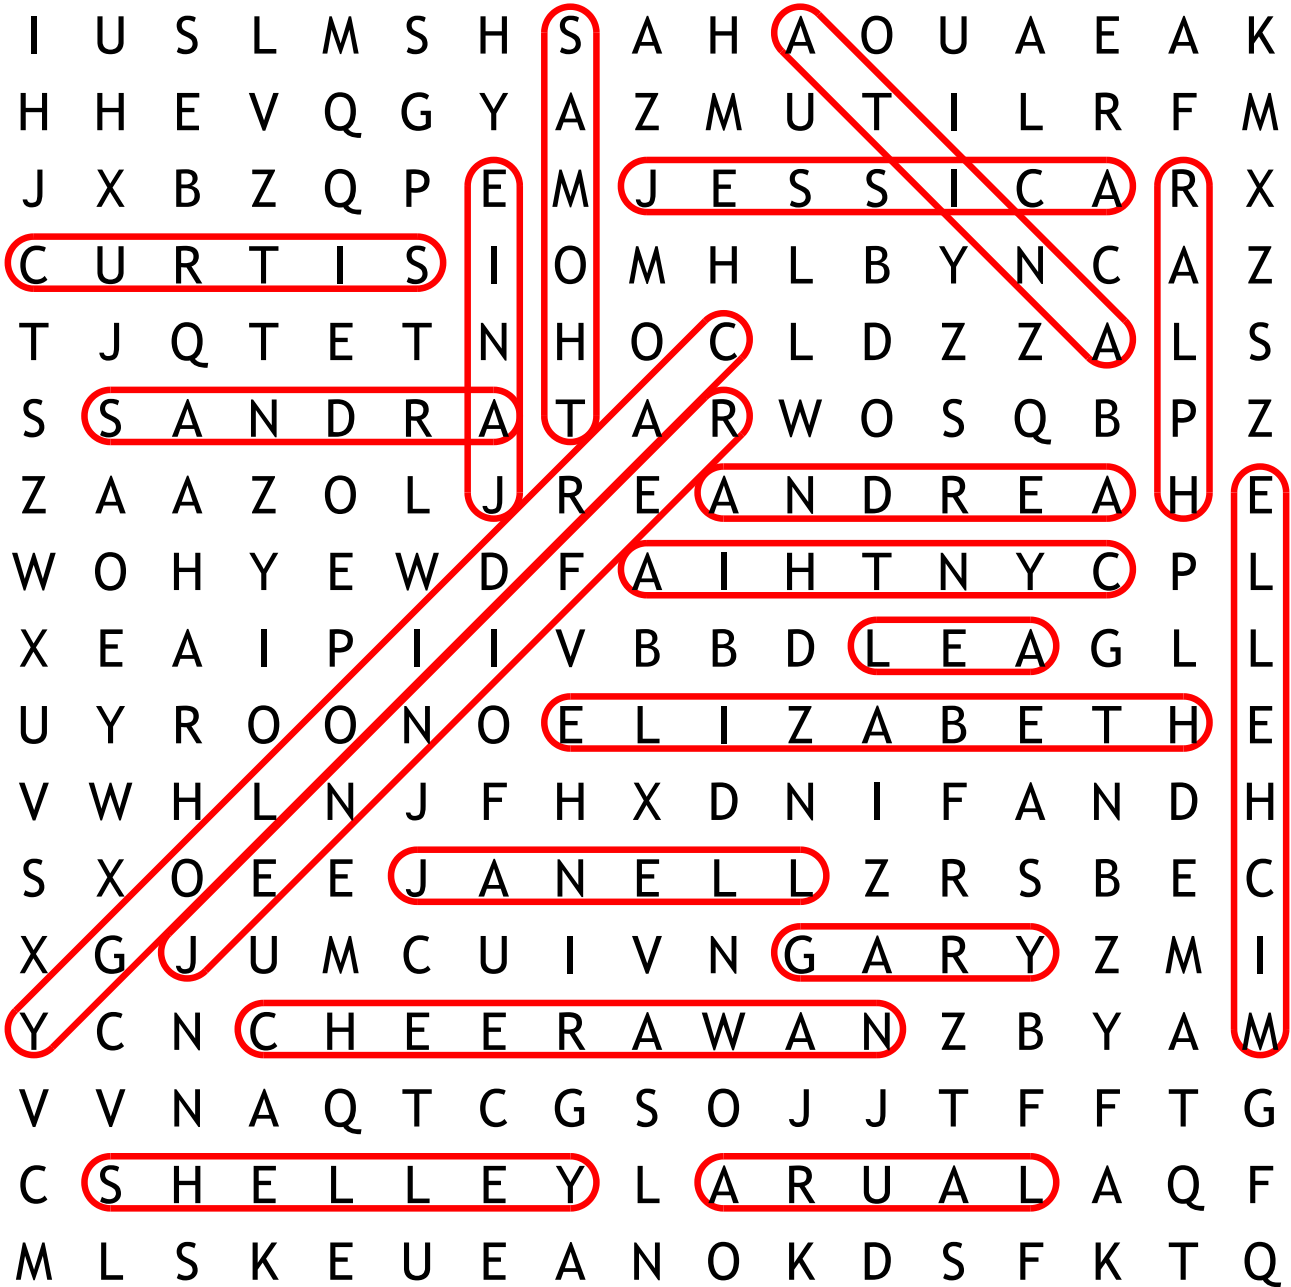 I U S L M S H S A H A O U A E A K
H H E V Q G Y A Z M U T I L R F M
J X B Z Q P E M J E S S I C A R X
C U R T I S I O M H L B Y N C A Z
T J Q T E T N H O C L D Z Z A L S
S S A N D R A T A R W O S Q B P Z
Z A A Z O L J R E A N D R E A H E
W O H Y E W D F A I H T N Y C P L
X E A I P I I V B B D L E A G L L
U Y R O O N O E L I Z A B E T H E
V W H L N J F H X D N I F A N D H
S X O E E J A N E L L Z R S B E C
X G J U M C U I V N G A R Y Z M I
Y C N C H E E R A W A N Z B Y A M
V V N A Q T C G S O J J T F F T G
C S H E L L E Y L A R U A L A Q F
M L S K E U E A N O K D S F K T Q